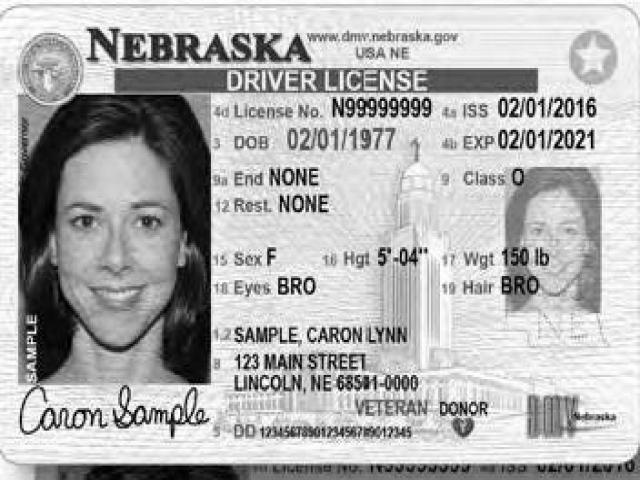 NEBRASKA www.dmv.nebraska.gov
USA NE
DRIVER LICENSE
4d License No. N99999999 4a ISS 02/01/2016
3 DOB 02/01/1977 4b EXP 02/01/2021
9a End NONE 9 Class O
12 Rest. NONE
15 Sex F 16 Hgt 5'-04" 17 Wgt 150 lb
18 Eyes BRO 19 Hair BRO
1,2 SAMPLE, CARON LYNN
8 123 MAIN STREET
LINCOLN, NE 68501-0000
VETERAN DONOR
5 DD 1234567890123456789012345
SAMPLE
Caron Sample
DMV Nebraska
License No. N99999999 4a ISS 02/01/2016